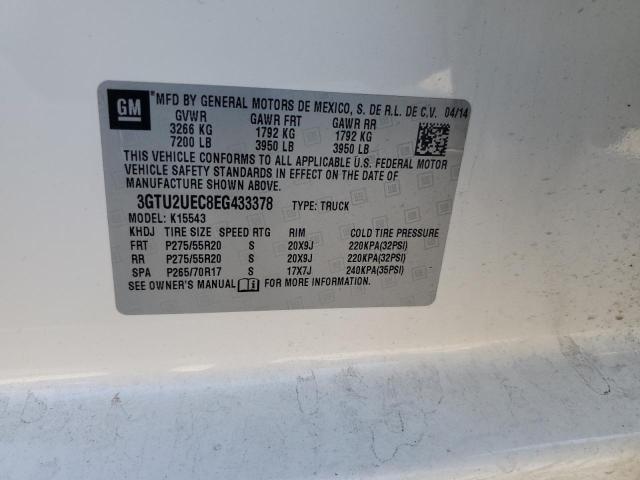 GM
*MFD BY GENERAL MOTORS DE MEXICO, S. DE R.L. DE C.V. 04/14
GVWR GAWR FRT GAWR RR
3266 KG 1792 KG 1792 KG
7200 LB 3950 LB 3950 LB
THIS VEHICLE CONFORMS TO ALL APPLICABLE U.S. FEDERAL MOTOR
VEHICLE SAFETY STANDARDS IN EFFECT ON THE DATE OF
MANUFACTURE SHOWN ABOVE.
3GTU2UEC8EG433378 TYPE: TRUCK
MODEL: K15543
KHDJ TIRE SIZE SPEED RTG RIM COLD TIRE PRESSURE
FRT P275/55R20 S 20X9J 220KPA(32PSI)
RR P275/55R20 S 20X9J 220KPA(32PSI)
SPA P265/70R17 S 17X7J 240KPA(35PSI)
SEE OWNER'S MANUAL FOR MORE INFORMATION.